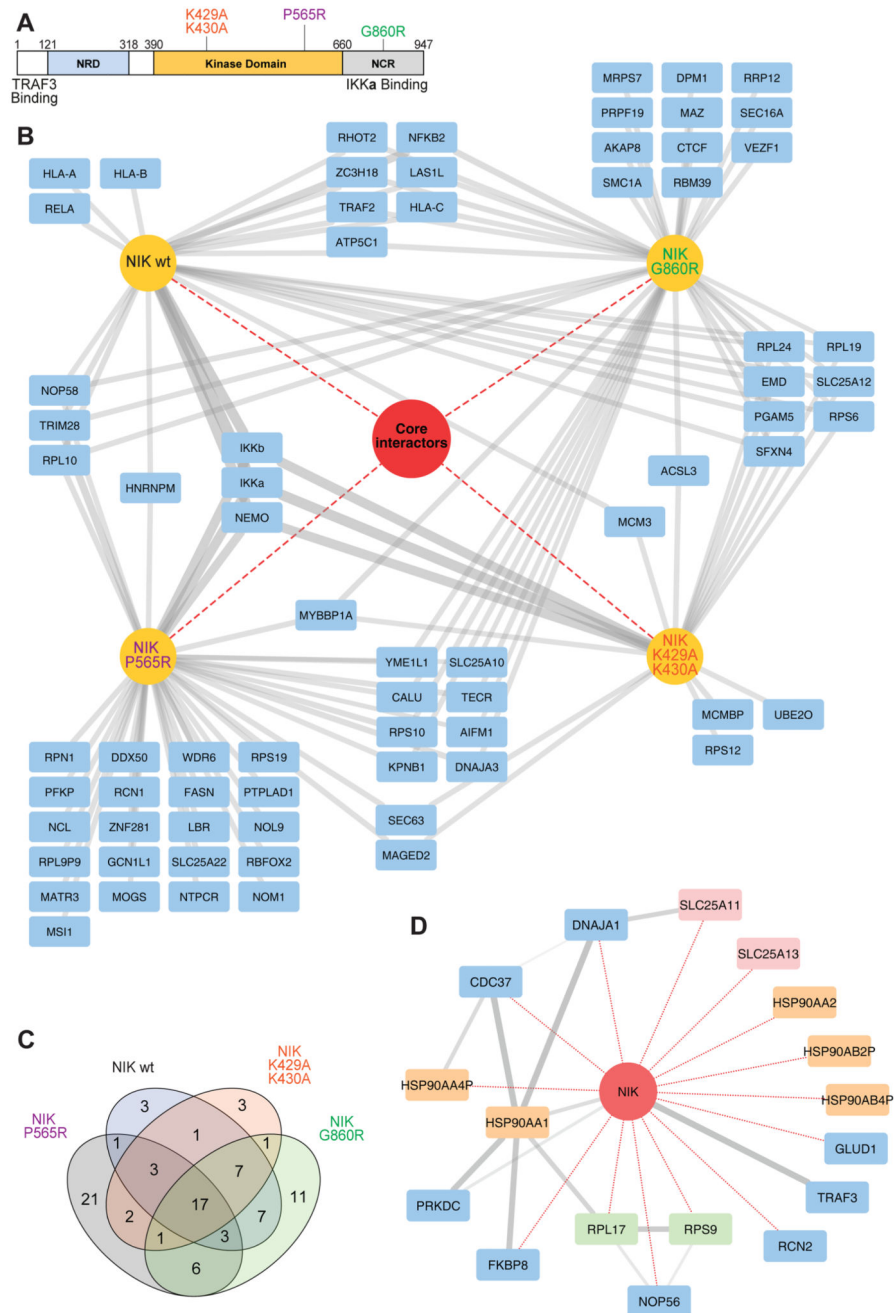 A
K429A
K430A
P565R
G860R
1 121 318 390 660 947
NRD
Kinase Domain
NCR
TRAF3
Binding
IKKa Binding
B
HLA-A HLA-B
RELA
RHOT2 NFKB2
ZC3H18 LAS1L
TRAF2 HLA-C
ATP5C1
MRPS7 DPM1 RRP12
PRPF19 MAZ SEC16A
AKAP8 CTCF VEZF1
SMC1A RBM39
NIK wt
NIK
G860R
NOP58
TRIM28
RPL10
HNRNPM
IKKb
IKKa
NEMO
Core
interactors
RPL24 RPL19
EMD SLC25A12
PGAM5 RPS6
SFXN4
ACSL3
MCM3
MYBBP1A
NIK
P565R
NIK
K429A
K430A
YME1L1 SLC25A10
CALU TECR
RPS10 AIFM1
KPNB1 DNAJA3
SEC63
MAGED2
MCMBP UBE2O
RPS12
RPN1 DDX50 WDR6 RPS19
PFKP RCN1 FASN PTPLAD1
NCL ZNF281 LBR NOL9
RPL9P9 GCN1L1 SLC25A22 RBFOX2
MATR3 MOGS NTPCR NOM1
MSI1
C
NIK wt
NIK
K429A
K430A
NIK
P565R
NIK
G860R
3 3
1 1 1
3 7
21 17 11
2 7
1 3
6
D
SLC25A11
DNAJA1
SLC25A13
CDC37
HSP90AA2
HSP90AB2P
HSP90AA4P
NIK
HSP90AB4P
HSP90AA1
GLUD1
PRKDC
TRAF3
RPL17 RPS9
RCN2
FKBP8
NOP56